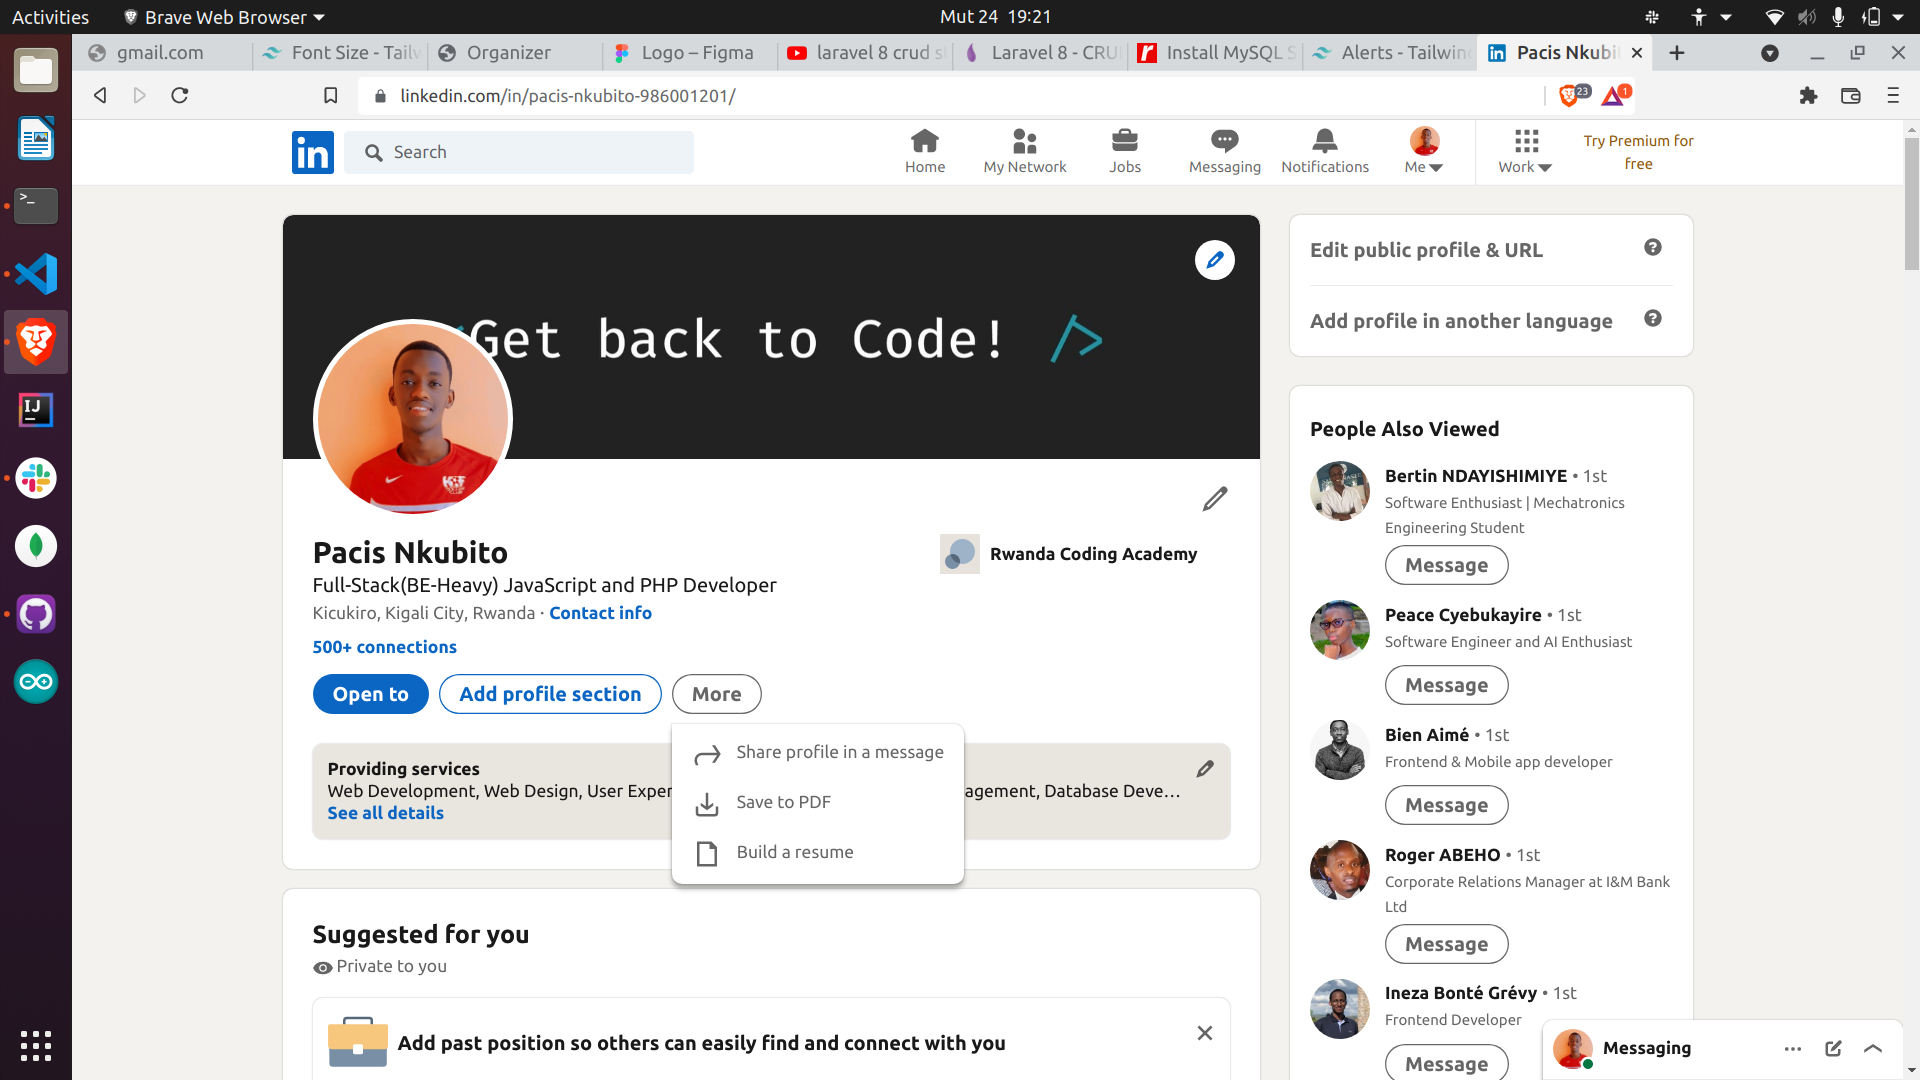 Activities
Brave Web Browser
Mut 24 19:21
gmail.com
Font Size - Tailw
Organizer
Logo – Figma
laravel 8 crud s
Laravel 8 - CRU
Install MySQL S
Alerts - Tailwin
Pacis Nkubi
linkedin.com/in/pacis-nkubito-986001201/
23
1
in
Search
Home
My Network
Jobs
Messaging
Notifications
Me
Work
Try Premium for
free
Get back to Code! />
Pacis Nkubito
Full-Stack(BE-Heavy) JavaScript and PHP Developer
Kicukiro, Kigali City, Rwanda · Contact info
500+ connections
Rwanda Coding Academy
Open to
Add profile section
More
Share profile in a message
Save to PDF
Build a resume
Providing services
Web Development, Web Design, User Exper
agement, Database Deve…
See all details
Suggested for you
Private to you
Add past position so others can easily find and connect with you
Edit public profile & URL
Add profile in another language
People Also Viewed
Bertin NDAYISHIMIYE • 1st
Software Enthusiast | Mechatronics
Engineering Student
Message
Peace Cyebukayire • 1st
Software Engineer and AI Enthusiast
Message
Bien Aimé • 1st
Frontend & Mobile app developer
Message
Roger ABEHO • 1st
Corporate Relations Manager at I&M Bank
Ltd
Message
Ineza Bonté Grévy • 1st
Frontend Developer
Message
Messaging